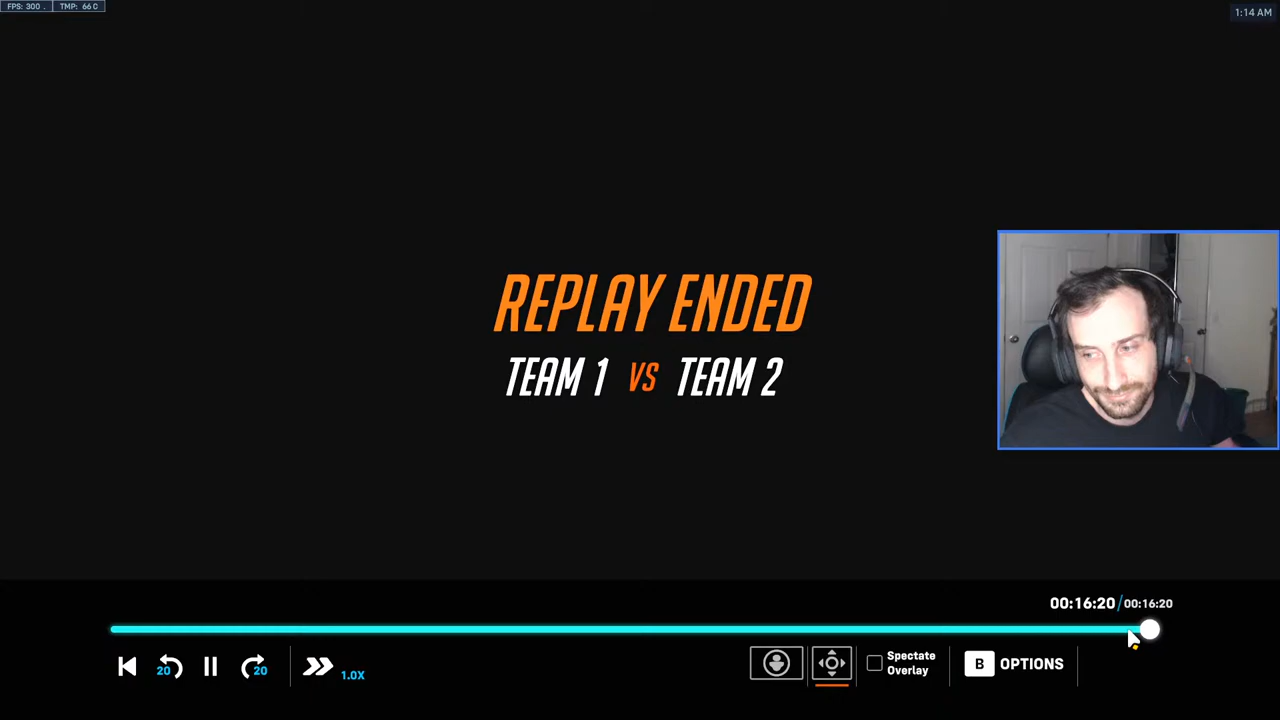 FPS: 300 . TMP: 66 C
1:14 AM
REPLAY ENDED
TEAM 1 VS TEAM 2
00:16:20/00:16:20
20 20 1.0X
Spectate
Overlay
B OPTIONS